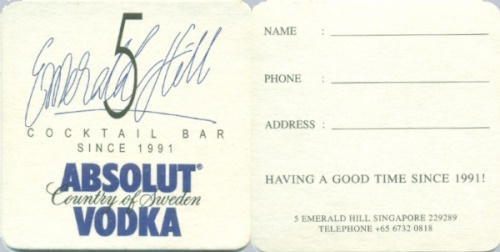 5
Emerald Hill
COCKTAIL BAR
SINCE 1991
ABSOLUT®
Country of Sweden
VODKA
NAME :
PHONE :
ADDRESS :
HAVING A GOOD TIME SINCE 1991!
5 EMERALD HILL SINGAPORE 229289
TELEPHONE +65 6732 0818